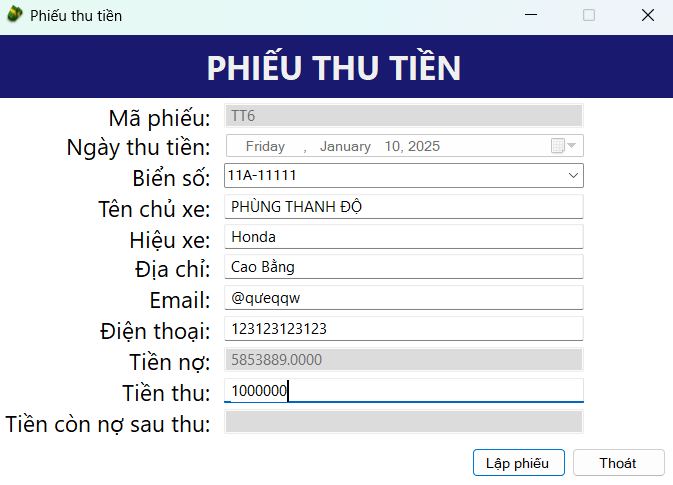 Phiếu thu tiền
PHIẾU THU TIỀN
Mã phiếu: TT6
Ngày thu tiền: Friday , January 10, 2025
Biển số: 11A-11111
Tên chủ xe: PHÙNG THANH ĐỘ
Hiệu xe: Honda
Địa chỉ: Cao Bằng
Email: @qưeqqw
Điện thoại: 123123123123
Tiền nợ: 5853889.0000
Tiền thu: 1000000
Tiền còn nợ sau thu:
Lập phiếu Thoát